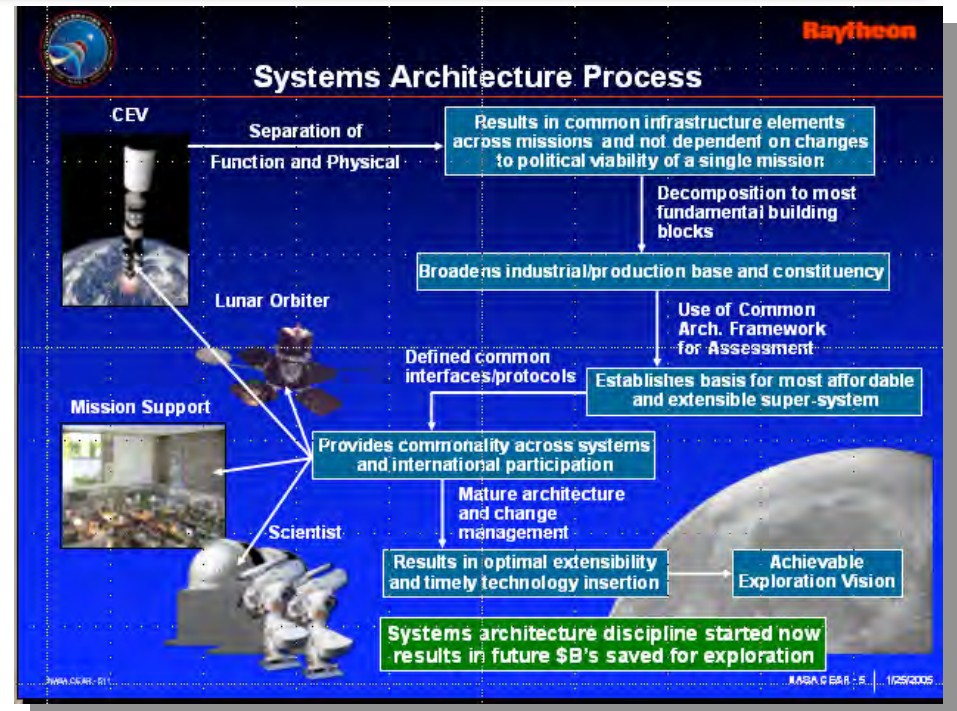 Raytheon
Systems Architecture Process
CEV
Separation of
Function and Physical
Results in common infrastructure elements
across missions and not dependent on changes
to political viability of a single mission
Decomposition to most
fundamental building
blocks
Broadens industrial/production base and constituency
Lunar Orbiter
Use of Common
Arch. Framework
for Assessment
Defined common
interfaces/protocols
Establishes basis for most affordable
and extensible super-system
Mission Support
Provides commonality across systems
and international participation
Mature architecture
and change
management
Scientist
Results in optimal extensibility
and timely technology insertion
Achievable
Exploration Vision
Systems architecture discipline started now
results in future $B's saved for exploration
NASA CE&R - 5
1/25/2005